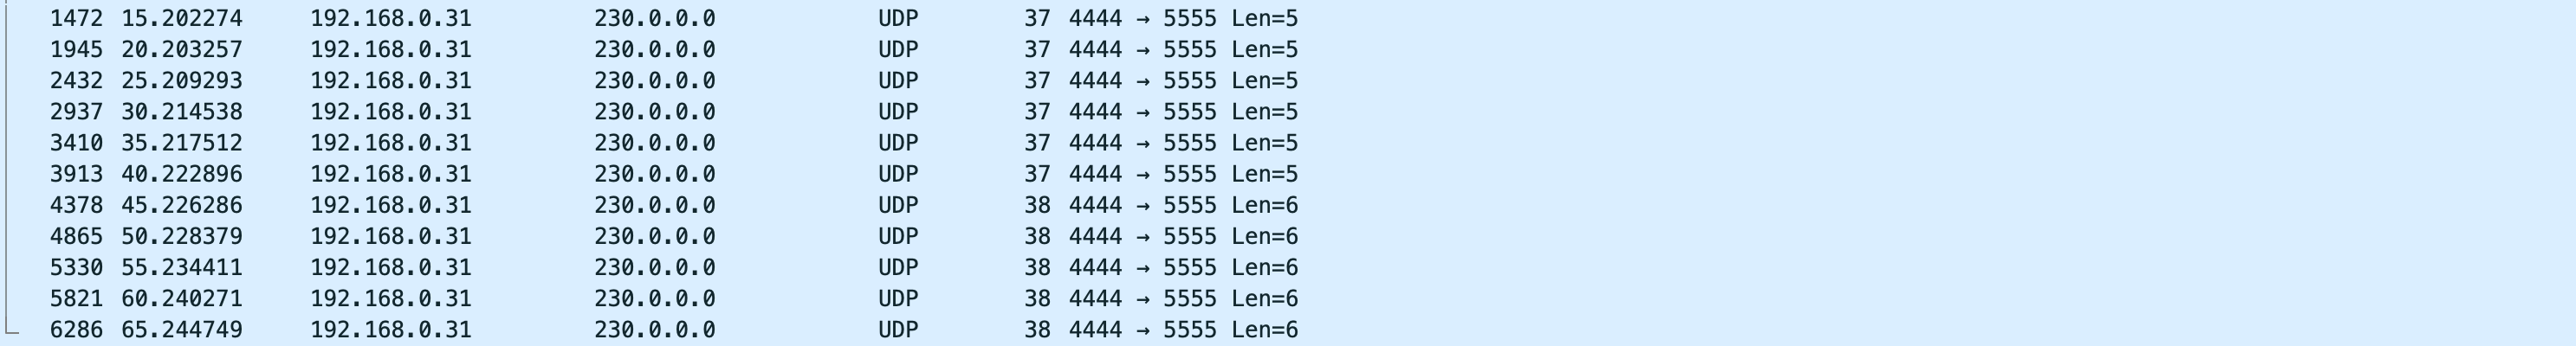 1472 15.202274 192.168.0.31 230.0.0.0 UDP 37 4444 → 5555 Len=5
1945 20.203257 192.168.0.31 230.0.0.0 UDP 37 4444 → 5555 Len=5
2432 25.209293 192.168.0.31 230.0.0.0 UDP 37 4444 → 5555 Len=5
2937 30.214538 192.168.0.31 230.0.0.0 UDP 37 4444 → 5555 Len=5
3410 35.217512 192.168.0.31 230.0.0.0 UDP 37 4444 → 5555 Len=5
3913 40.222896 192.168.0.31 230.0.0.0 UDP 37 4444 → 5555 Len=5
4378 45.226286 192.168.0.31 230.0.0.0 UDP 38 4444 → 5555 Len=6
4865 50.228379 192.168.0.31 230.0.0.0 UDP 38 4444 → 5555 Len=6
5330 55.234411 192.168.0.31 230.0.0.0 UDP 38 4444 → 5555 Len=6
5821 60.240271 192.168.0.31 230.0.0.0 UDP 38 4444 → 5555 Len=6
6286 65.244749 192.168.0.31 230.0.0.0 UDP 38 4444 → 5555 Len=6